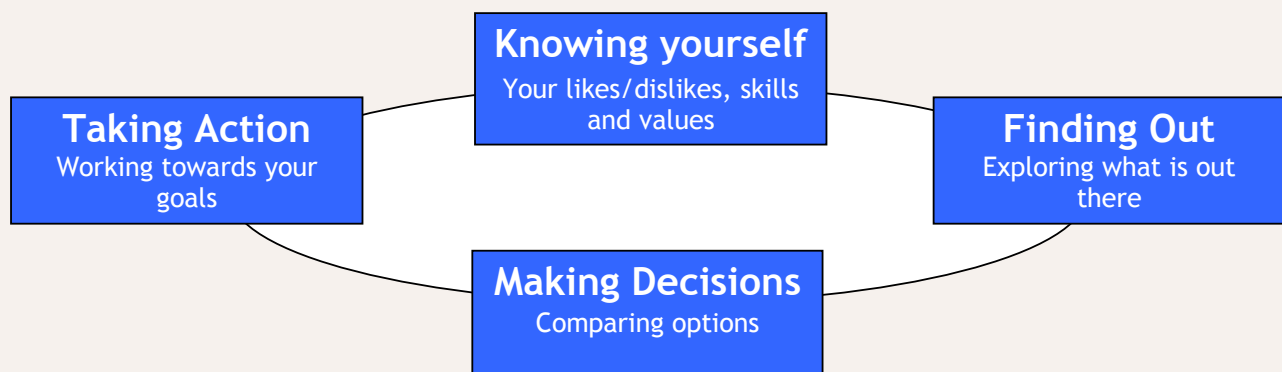 Knowing yourself
Your likes/dislikes, skills
and values
Taking Action
Working towards your
goals
Finding Out
Exploring what is out
there
Making Decisions
Comparing options